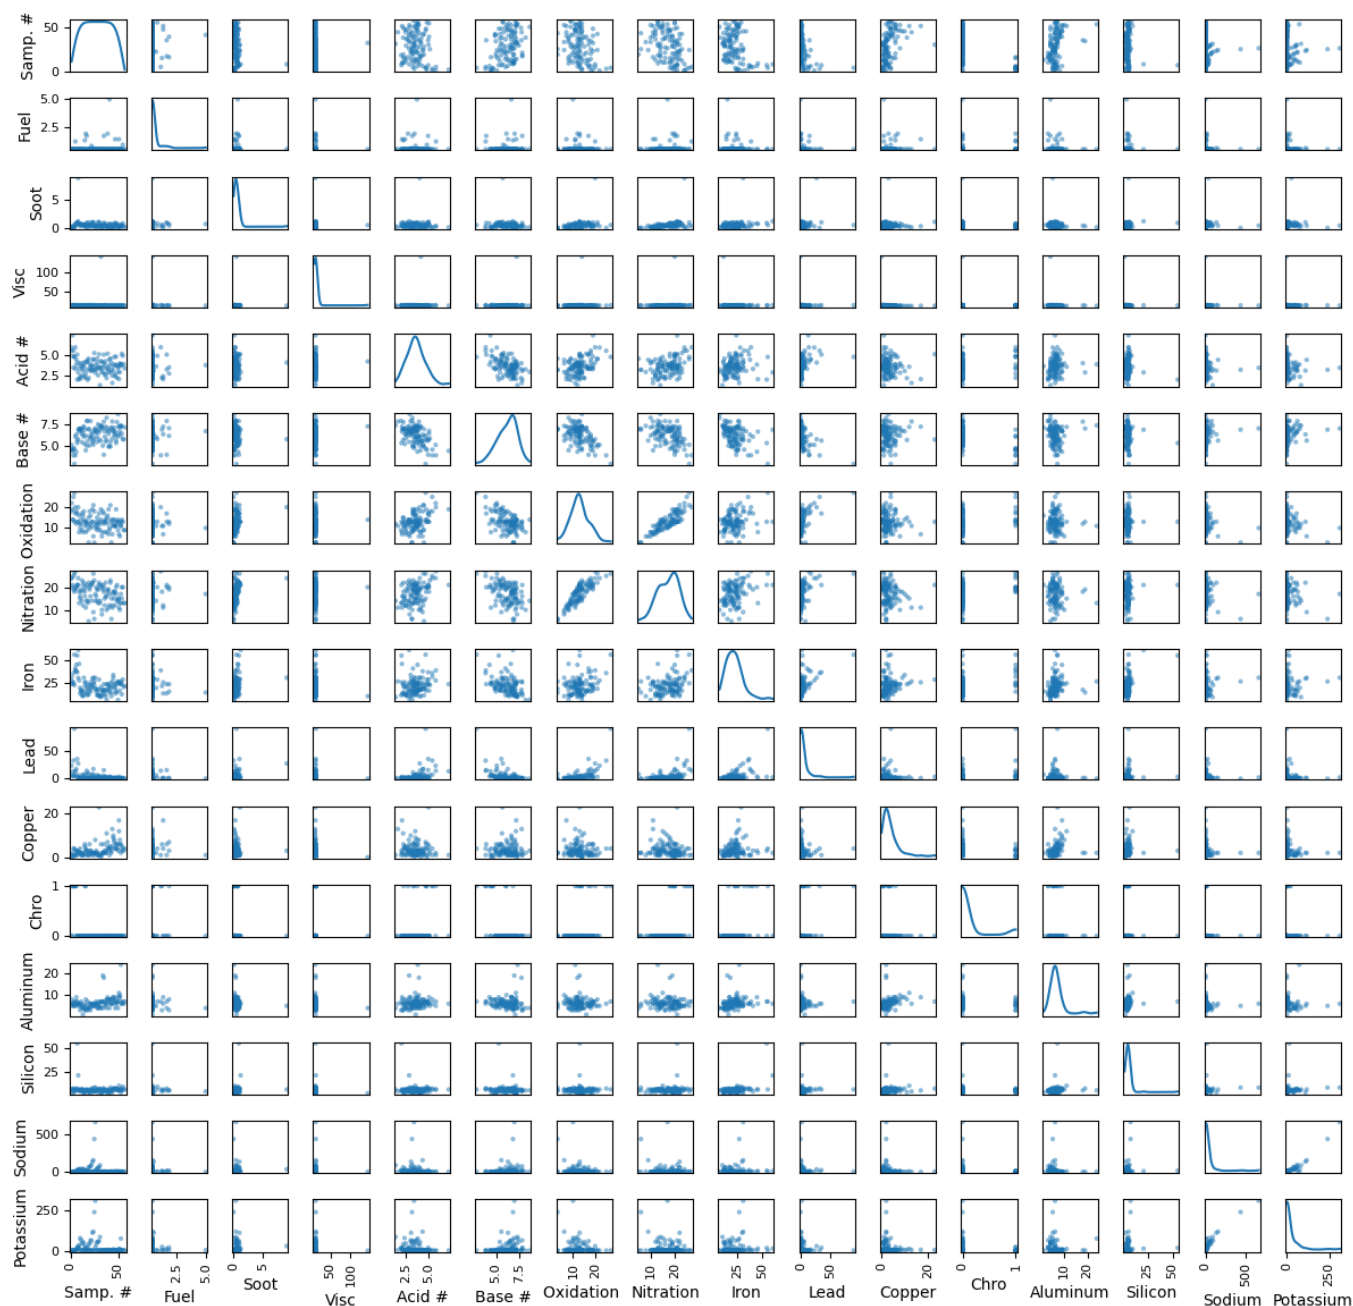 Samp. #
50
0
Fuel
5.0
2.5
Soot
5
0
Visc
100
50
Acid #
5.0
2.5
Base #
7.5
5.0
Oxidation
20
10
Nitration
20
10
Iron
50
25
Lead
50
0
Copper
20
0
Chro
1
0
Aluminum
20
10
Silicon
50
25
Sodium
500
0
Potassium
250
0
0 50 2.5 5.0 0 5 50 100 2.5 5.0 5.0 7.5 10 20 10 20 25 50 50 0 20 0 1 10 20 25 50 0 500 0 250
Samp. # Fuel Soot Visc Acid # Base # Oxidation Nitration Iron Lead Copper Chro Aluminum Silicon Sodium Potassium